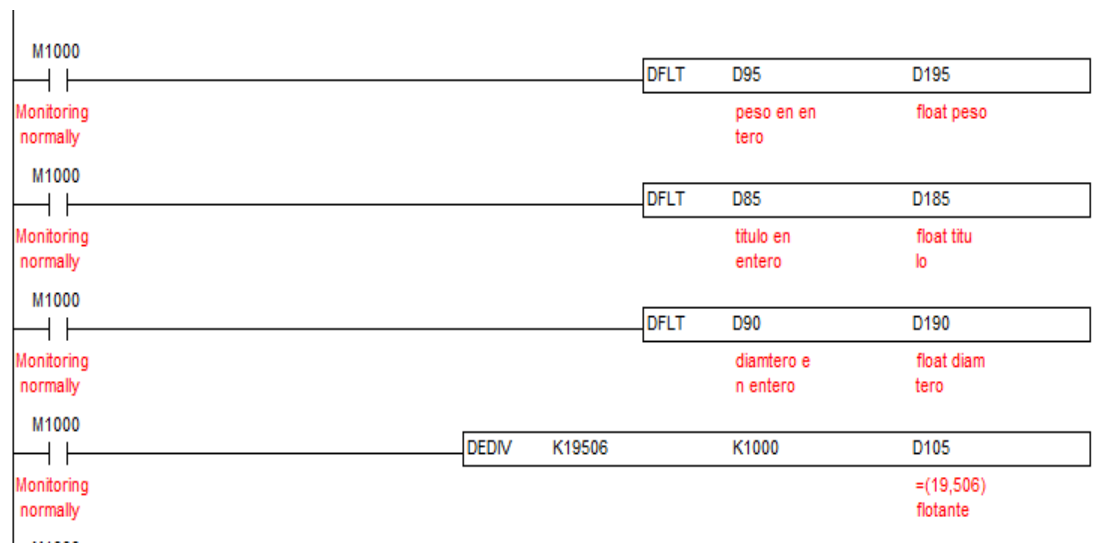 M1000
DFLT D95 D195
Monitoring peso en en float peso
normally tero
M1000
DFLT D85 D185
Monitoring titulo en float titu
normally entero lo
M1000
DFLT D90 D190
Monitoring diamtero e float diam
normally n entero tero
M1000
DEDIV K19506 K1000 D105
Monitoring =(19,506)
normally flotante